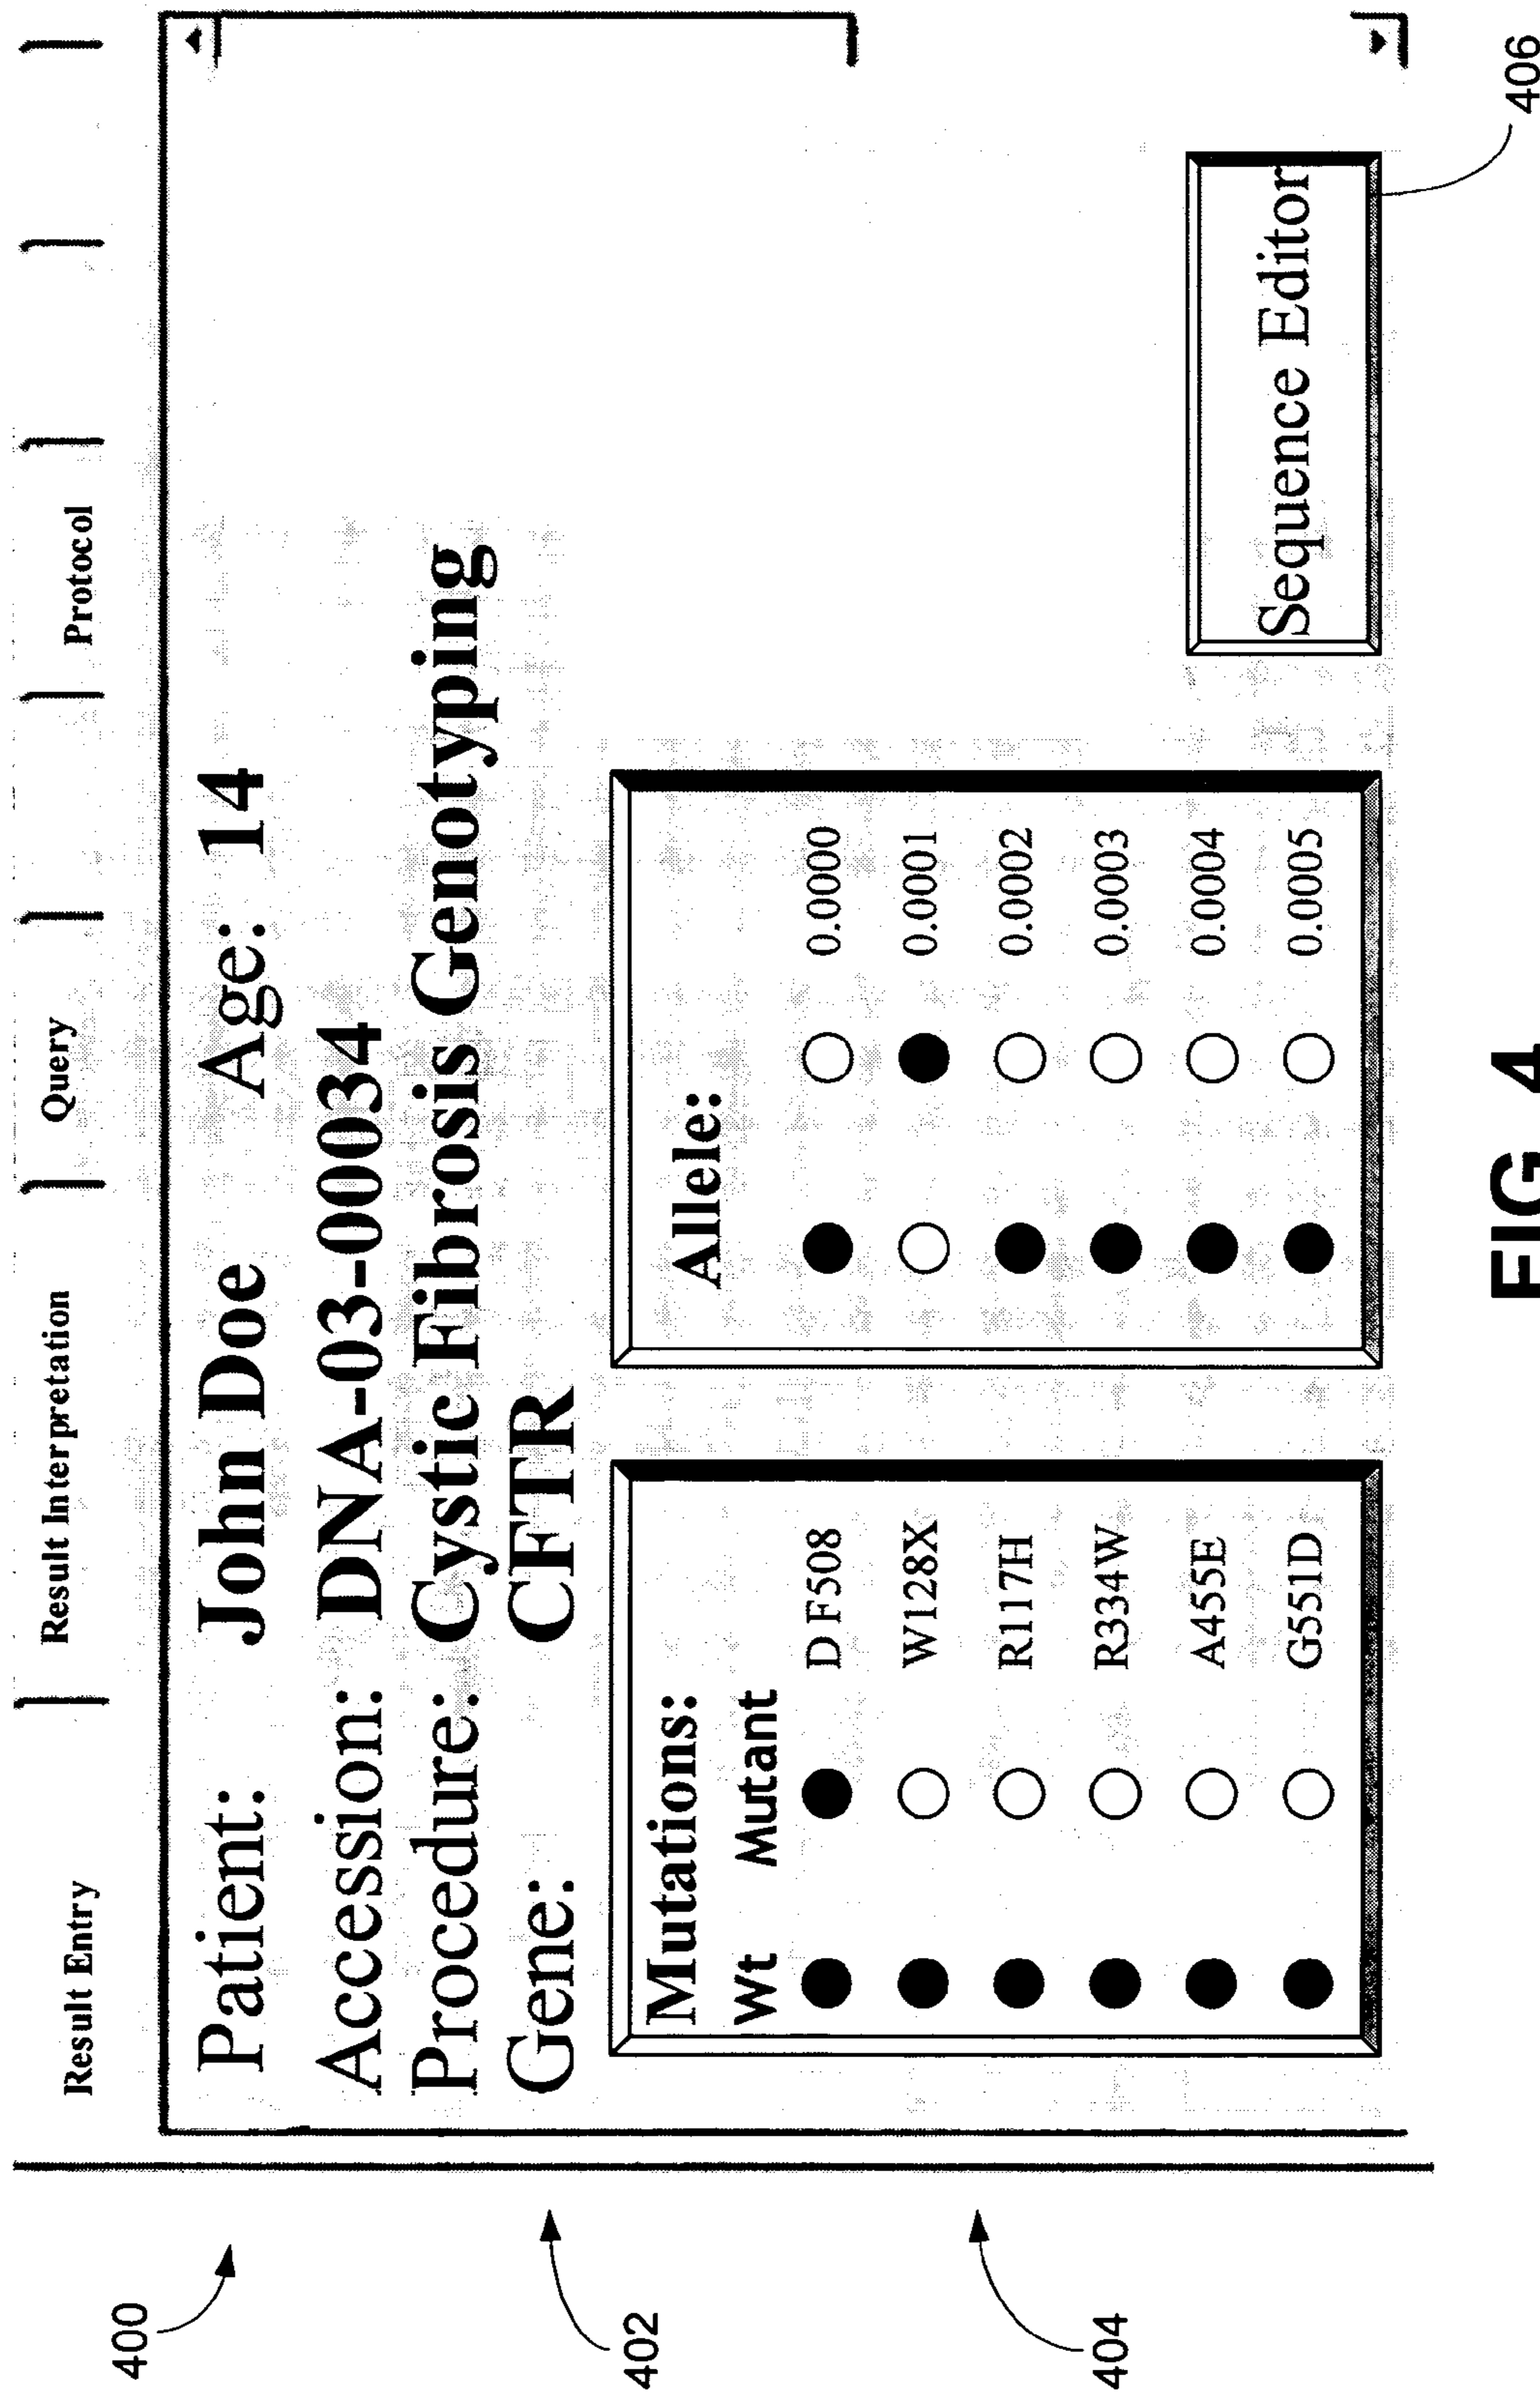 Result Entry Result Interpretation Query Protocol
400
Patient: John Doe Age: 14
Accession: DNA-03-00034
Procedure: Cystic Fibrosis Genotyping
402
Gene: CFTR
Mutations: Allele:
Wt Mutant
D F508 0.0000
W128X 0.0001
404
R117H 0.0002
R334W 0.0003
A455E 0.0004
G551D 0.0005
Sequence Editor
406
FIG. 4